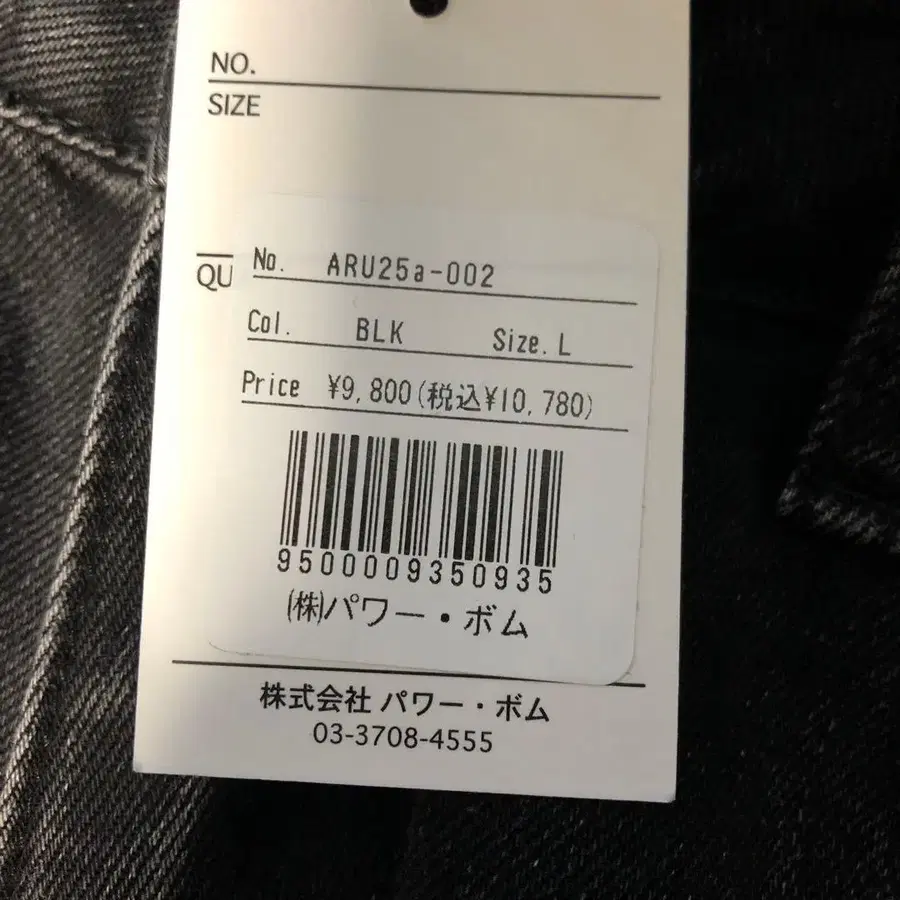 NO.
SIZE
QU
No. ARU25a-002
Col. BLK Size. L
Price ¥9,800(税込¥10,780)
9500009350935
(株)パワー・ボム
株式会社 パワー・ボム
03-3708-4555